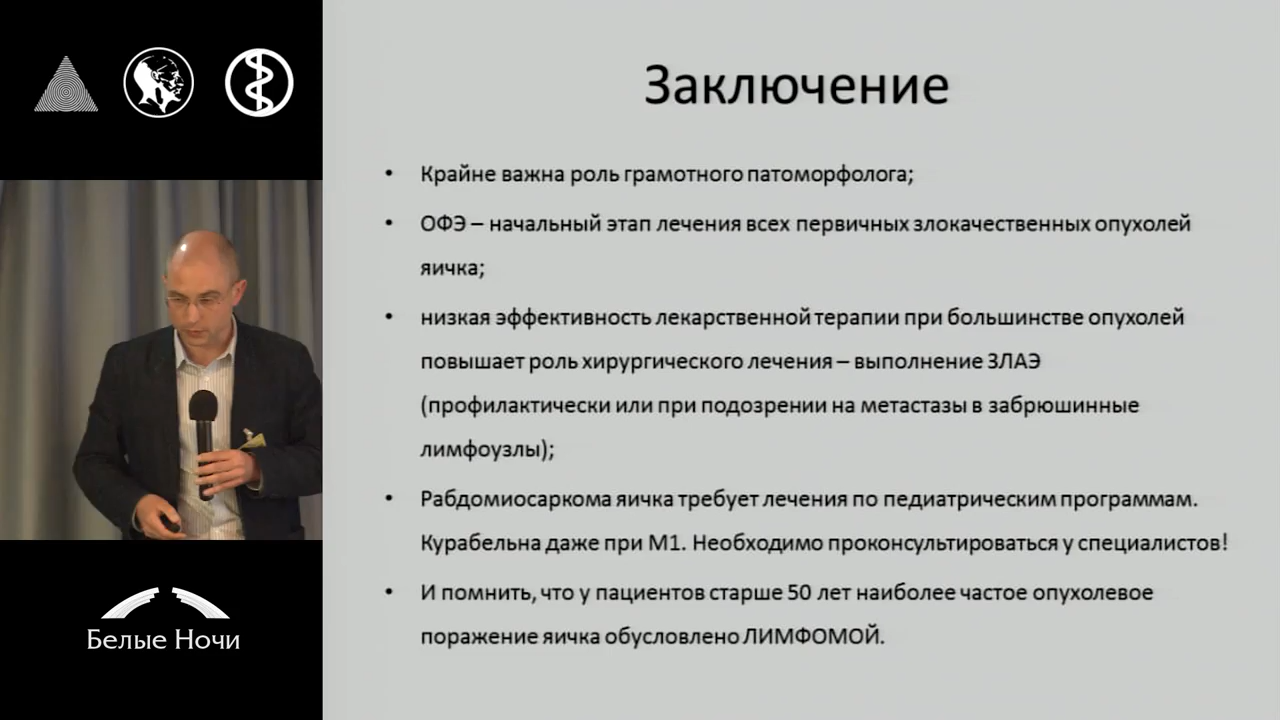 Заключение
• Крайне важна роль грамотного патоморфолога;
• ОФЭ – начальный этап лечения всех первичных злокачественных опухолей
яичка;
• низкая эффективность лекарственной терапии при большинстве опухолей
повышает роль хирургического лечения – выполнение ЗЛАЭ
(профилактически или при подозрении на метастазы в забрюшинные
лимфоузлы);
• Рабдомиосаркома яичка требует лечения по педиатрическим программам.
Курабельна даже при М1. Необходимо проконсультироваться у специалистов!
• И помнить, что у пациентов старше 50 лет наиболее частое опухолевое
поражение яичка обусловлено ЛИМФОМОЙ.
Белые Ночи